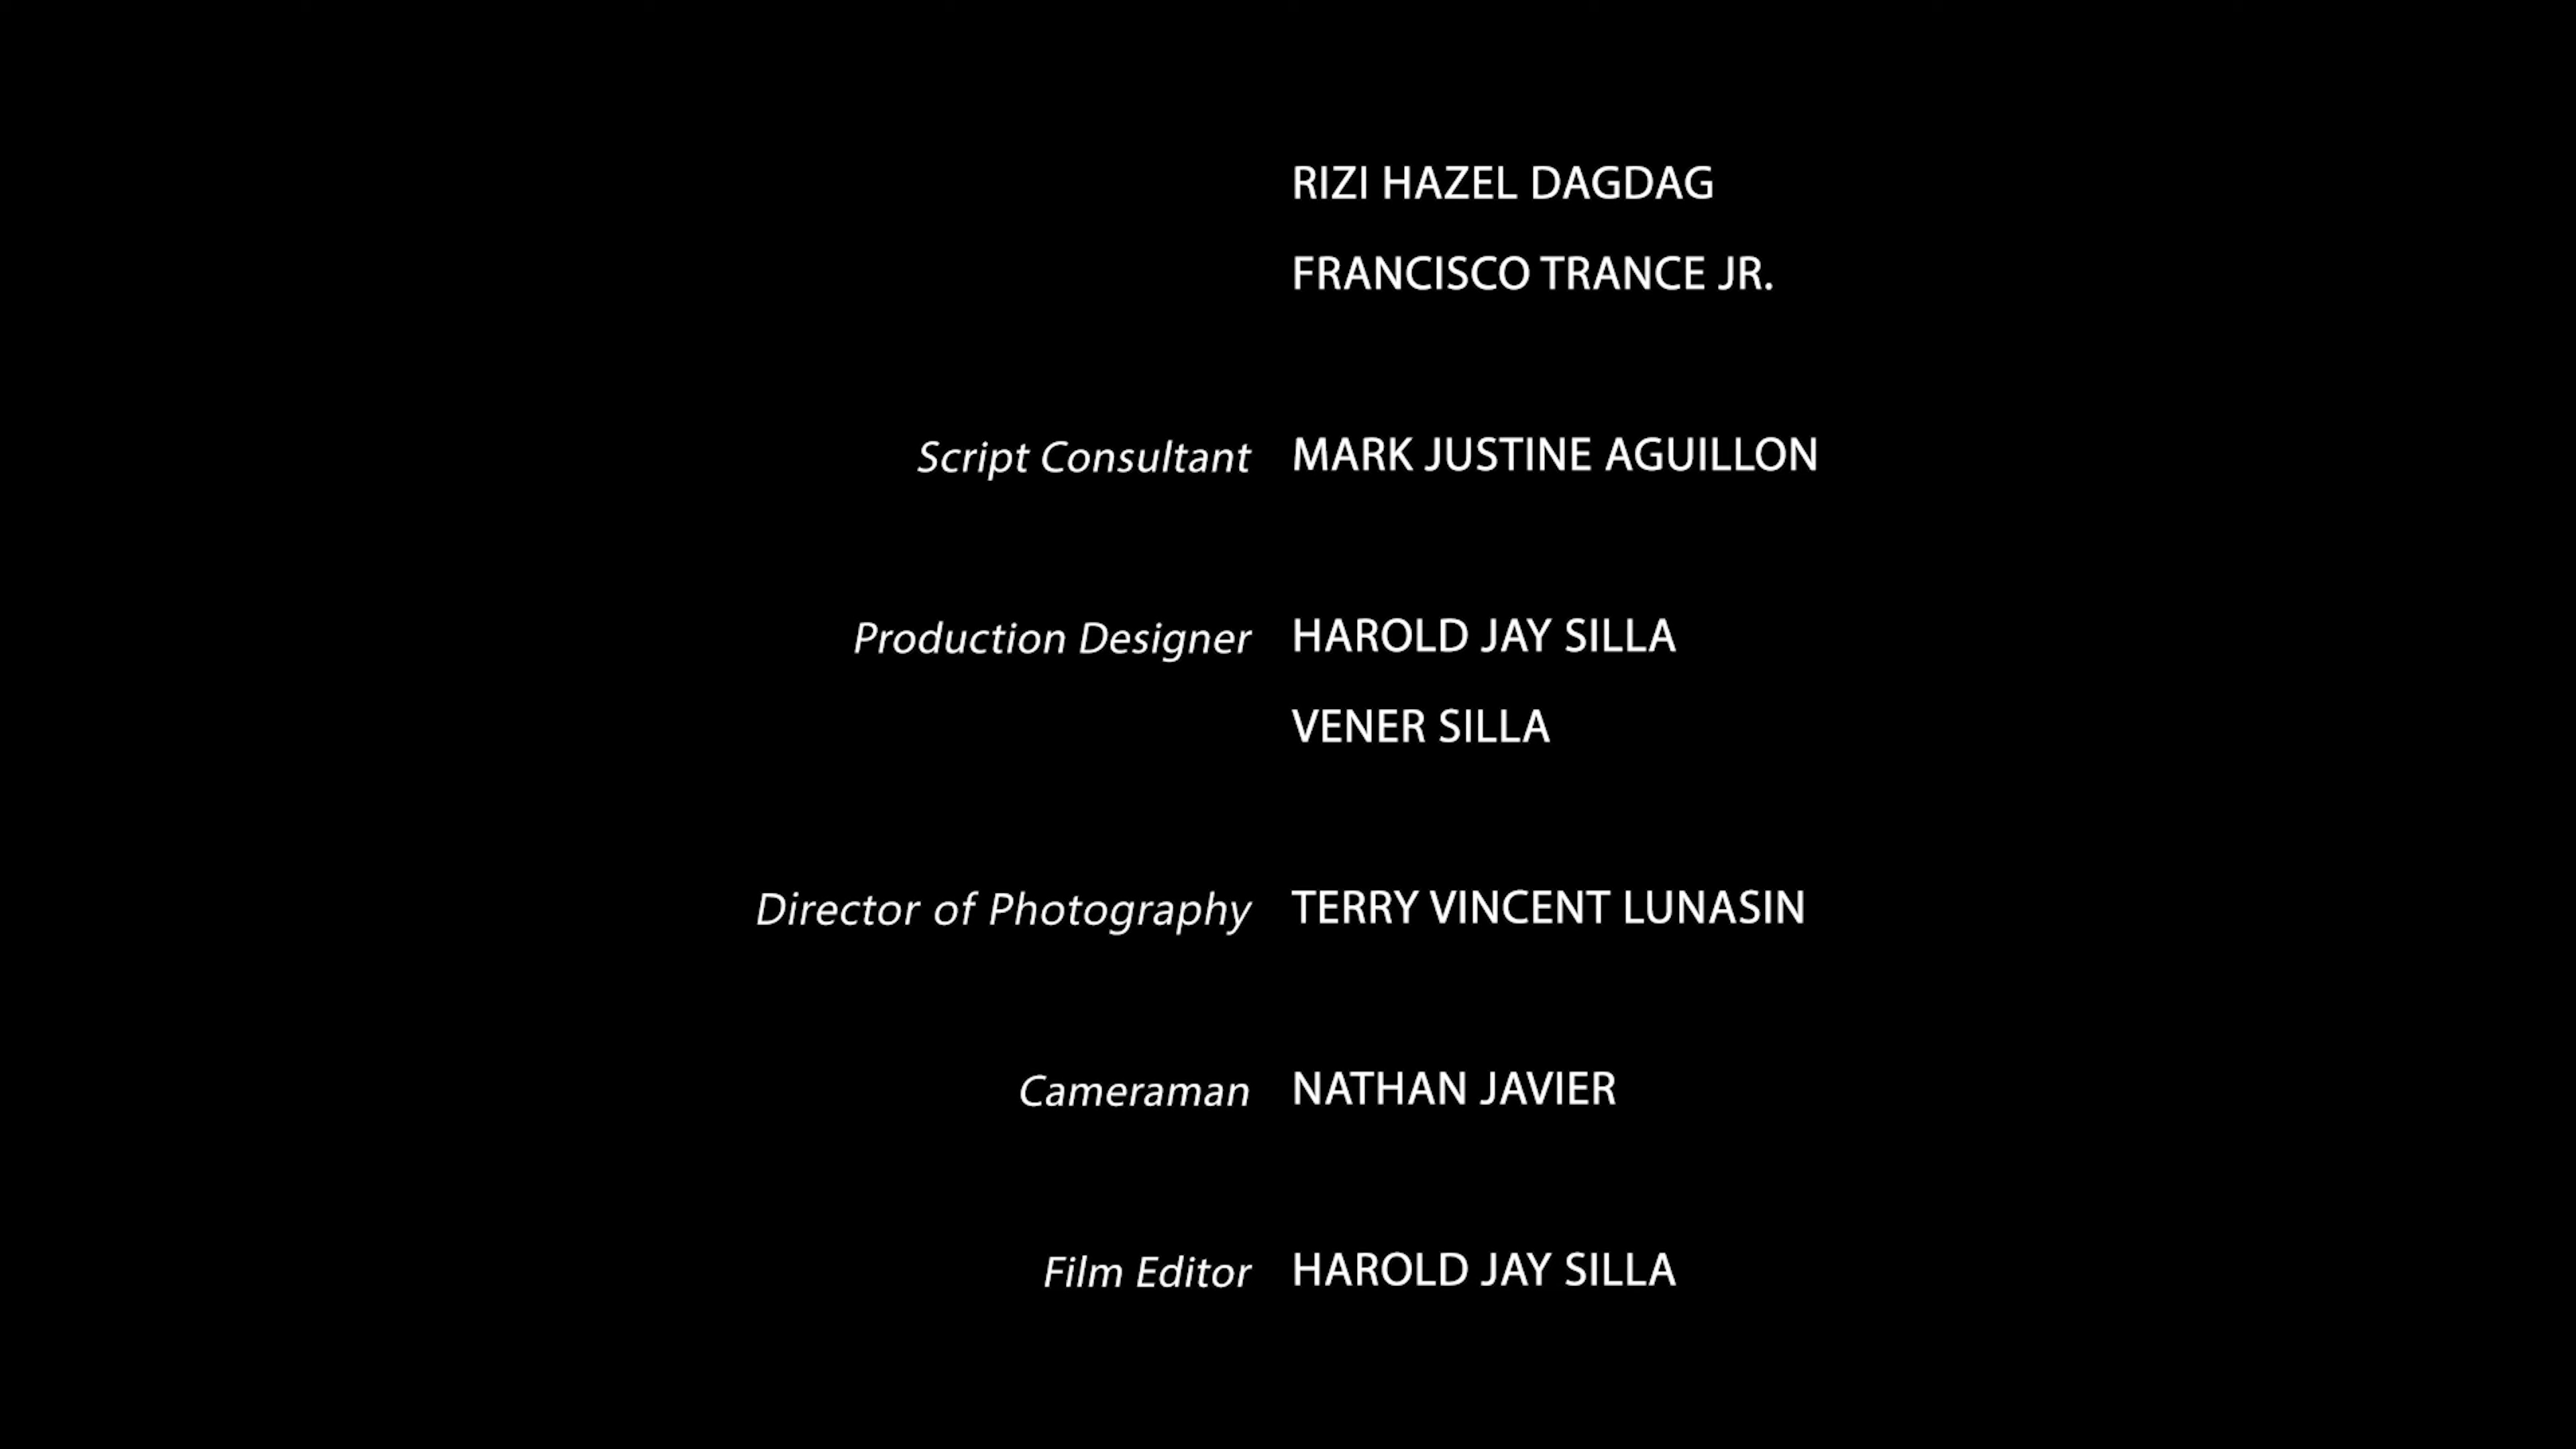 RIZI HAZEL DAGDAG
FRANCISCO TRANCE JR.
Script Consultant MARK JUSTINE AGUILLON
Production Designer HAROLD JAY SILLA
VENER SILLA
Director of Photography TERRY VINCENT LUNASIN
Cameraman NATHAN JAVIER
Film Editor HAROLD JAY SILLA